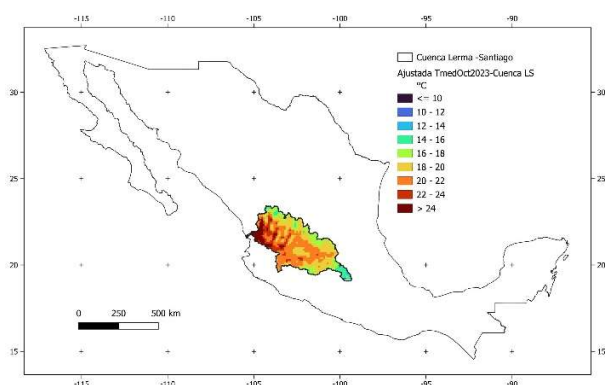 -115 -110 -105 -100 -95 -90
Cuenca Lerma -Santiago
Ajustada TmedOct2023-Cuenca LS
°C
<= 10
10 - 12
12 - 14
14 - 16
16 - 18
18 - 20
20 - 22
22 - 24
> 24
30 30
25 25
20 20
0 250 500 km
15 15
-115 -110 -105 -100 -95 -90